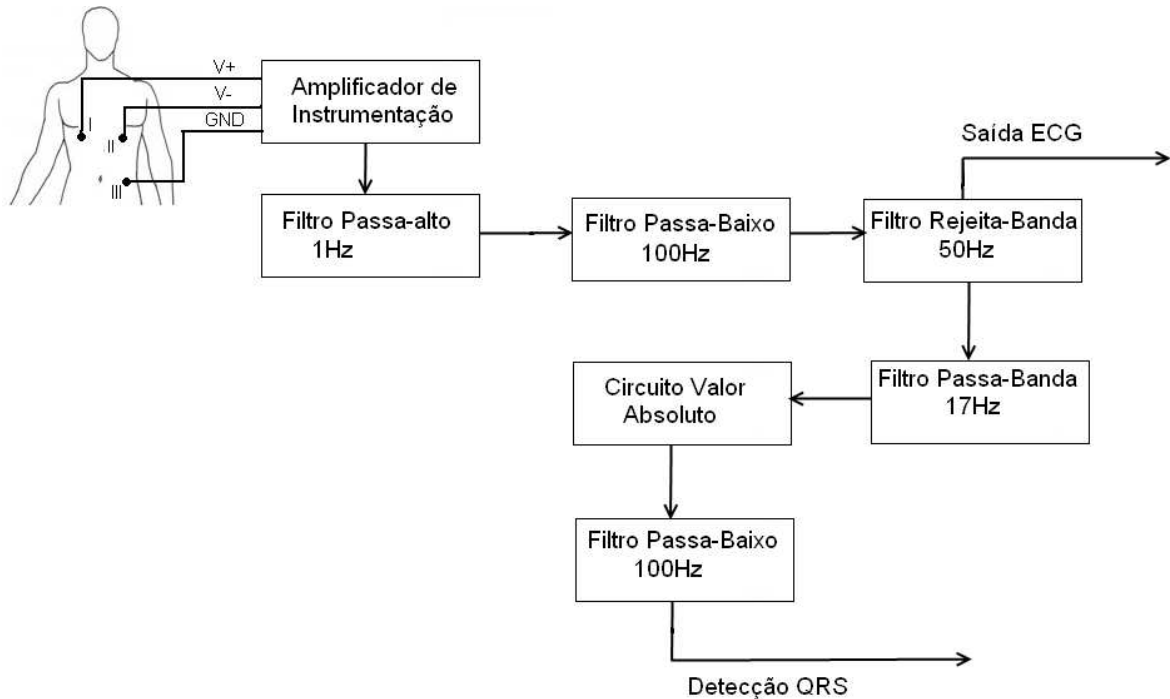 V+
V-
GND
I
II
III
Amplificador de
Instrumentação
Filtro Passa-alto
1Hz
Filtro Passa-Baixo
100Hz
Filtro Rejeita-Banda
50Hz
Saída ECG
Filtro Passa-Banda
17Hz
Circuito Valor
Absoluto
Filtro Passa-Baixo
100Hz
Detecção QRS